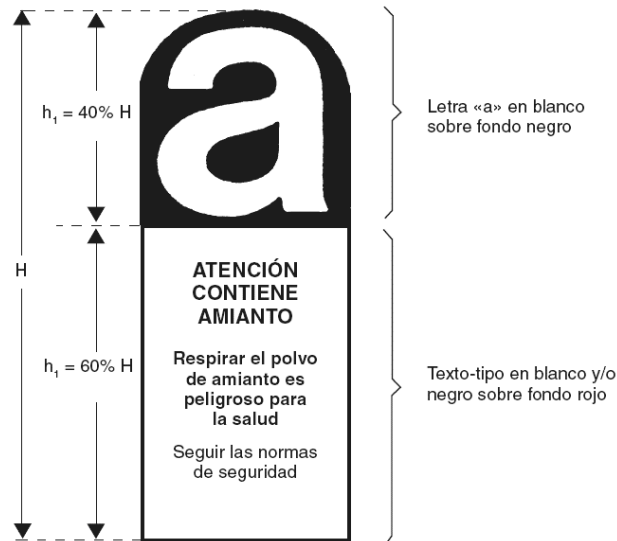 a
h₁ = 40% H
Letra «a» en blanco
sobre fondo negro
H
ATENCIÓN
CONTIENE
AMIANTO
Respirar el polvo
de amianto es
peligroso para
la salud
Seguir las normas
de seguridad
h₁ = 60% H
Texto-tipo en blanco y/o
negro sobre fondo rojo